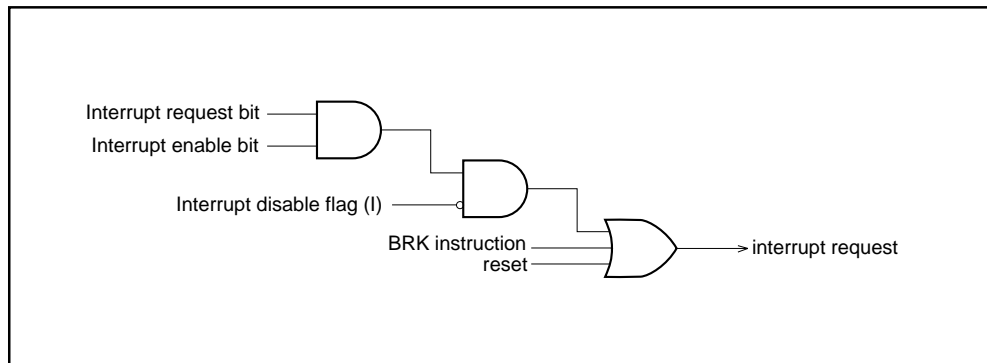 Interrupt request bit
Interrupt enable bit
Interrupt disable flag (I)
BRK instruction
reset
interrupt request